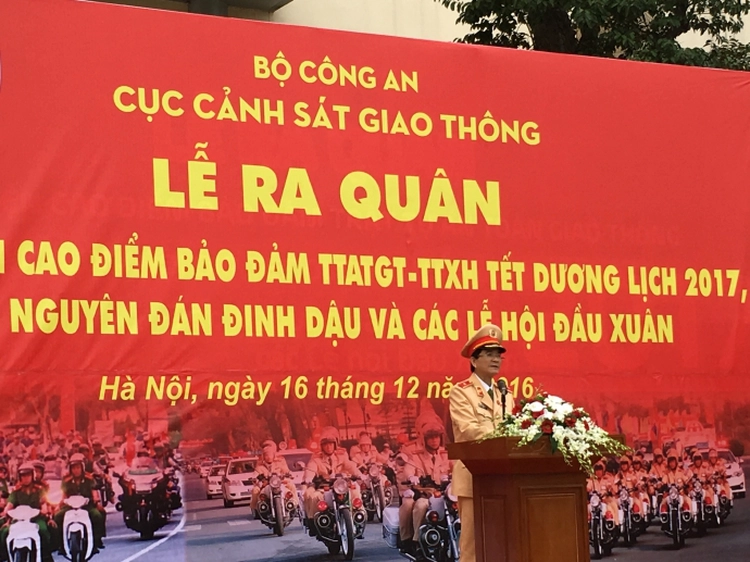 BỘ CÔNG AN
CỤC CẢNH SÁT GIAO THÔNG
LỄ RA QUÂN
CAO ĐIỂM BẢO ĐẢM TTATGT-TTXH TẾT DƯƠNG LỊCH 2017,
NGUYÊN ĐÁN ĐINH DẬU VÀ CÁC LỄ HỘI ĐẦU XUÂN
Hà Nội, ngày 16 tháng 12 nă 16